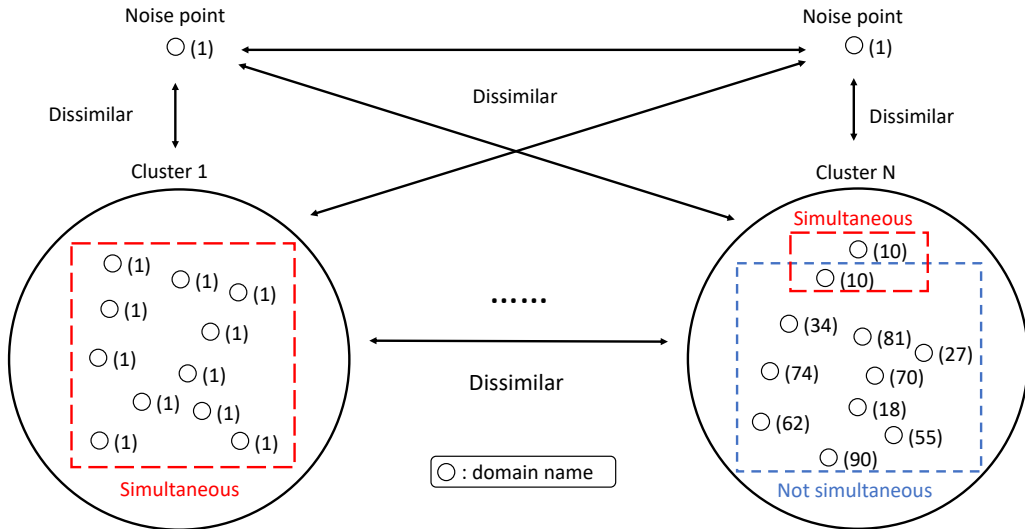 Noise point
(1)
Noise point
(1)
Dissimilar
Dissimilar
Dissimilar
Cluster 1
Cluster N
Simultaneous
(10)
(10)
(1)
(1)
(1)
(1)
(1)
(1)
(1)
(1)
(1)
(1)
(1)
Simultaneous
......
Dissimilar
(34)
(81)
(27)
(74)
(70)
(18)
(62)
(55)
(90)
Not simultaneous
: domain name